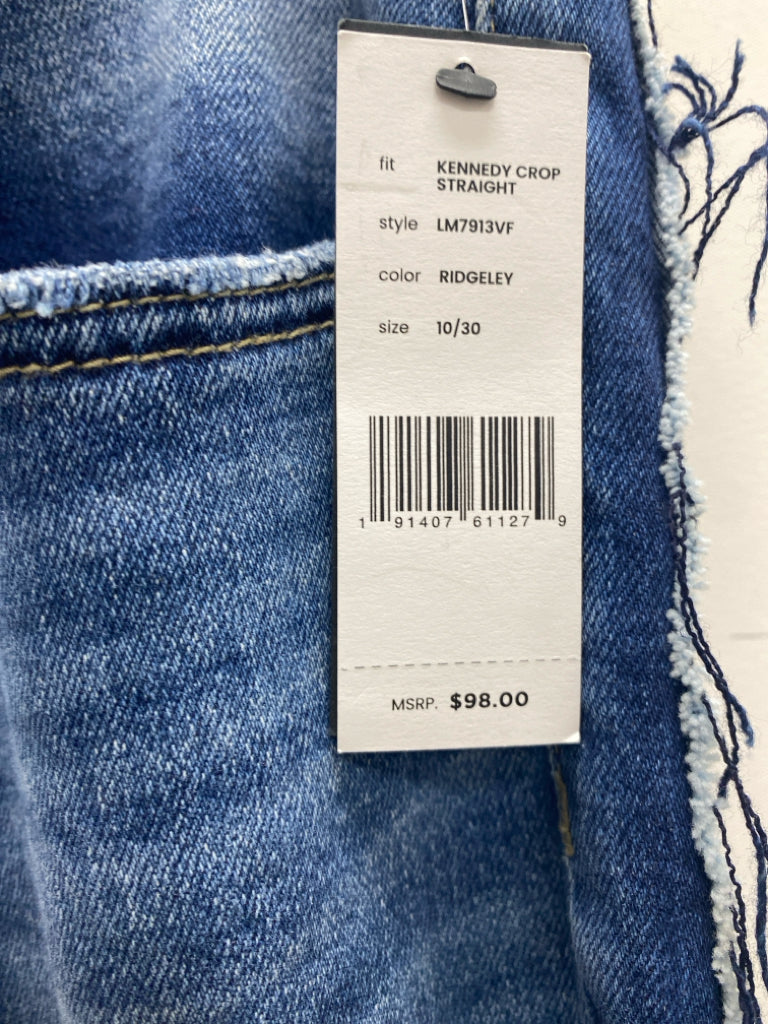 fit KENNEDY CROP
STRAIGHT
style LM7913VF
color RIDGELEY
size 10/30
1 91407 61127 9
MSRP. $98.00